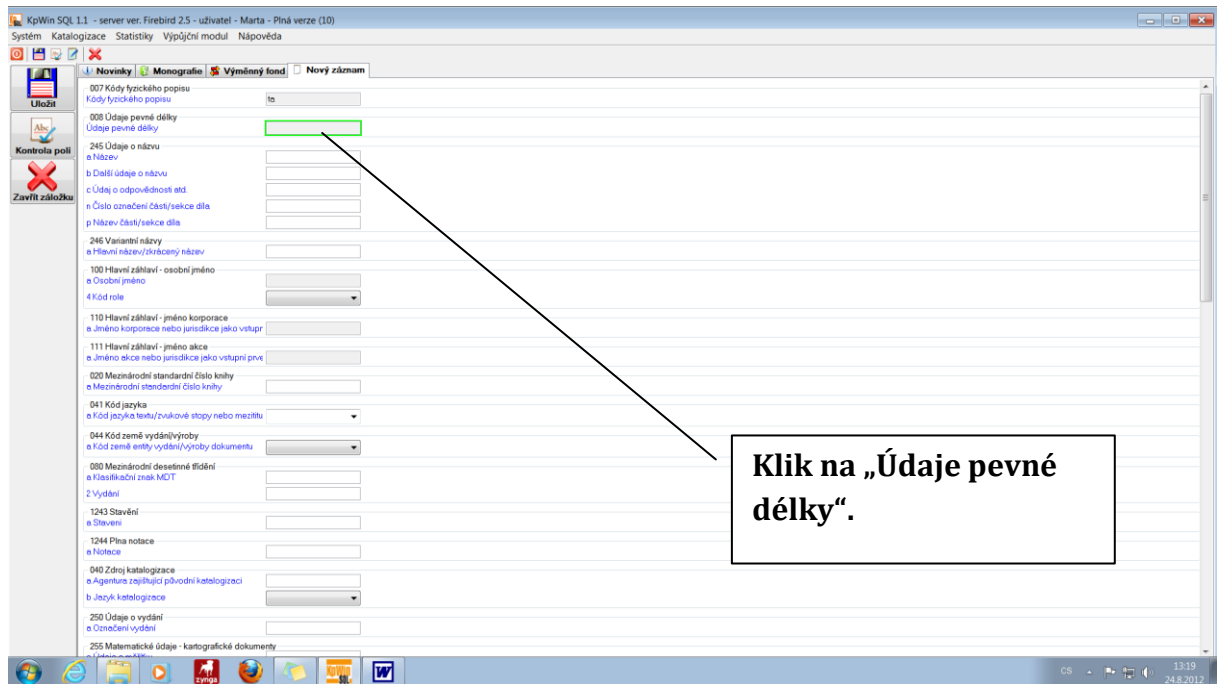 KpWin SQL 1.1 - server ver. Firebird 2.5 - uživatel - Marta - Plná verze (10)
Systém Katalogizace Statistiky Výpůjční modul Nápověda
Novinky Monografie Výměnný fond Nový záznam
Uložit
Abc
Kontrola polí
Zavřít záložku
007 Kódy fyzického popisu
Kódy fyzického popisu ta
008 Údaje pevné délky
Údaje pevné délky
245 Údaje o názvu
a Název
b Další údaje o názvu
c Údaj o odpovědnosti atd.
n Číslo označení části/sekce díla
p Název části/sekce díla
246 Variantní názvy
a Hlavní název/zkrácený název
100 Hlavní záhlaví - osobní jméno
a Osobní jméno
4 Kód role
110 Hlavní záhlaví - jméno korporace
a Jméno korporace nebo jurisdikce jako vstupr
111 Hlavní záhlaví - jméno akce
a Jméno akce nebo jurisdikce jako vstupní prve
020 Mezinárodní standardní číslo knihy
a Mezinárodní standardní číslo knihy
041 Kód jazyka
a Kód jazyka textu/zvukové stopy nebo mezititu
044 Kód země vydání/výroby
a Kód země entity vydání/výroby dokumentu
080 Mezinárodní desetinné třídění
a Klasifikační znak MDT
2 Vydání
1243 Stavění
a Staveni
1244 Plna notace
a Notace
040 Zdroj katalogizace
a Agentura zajišťující původní katalogizaci
b Jazyk katalogizace
250 Údaje o vydání
a Označení vydání
255 Matematické údaje - kartografické dokumenty
Klik na „Údaje pevné
délky“.
zynga
KpWin
SQL
W
CS
13:19
24.8.2012